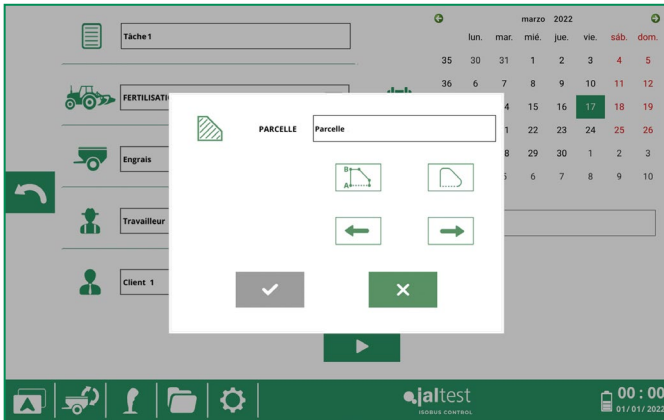 Tàche 1
marzo 2022
lun. mar. mié. jue. vie. sáb. dom.
35 30 31 1 2 3 4 5
36 6 7 8 9 10 11 12
4 15 16 17 18 19
1 22 23 24 25 26
8 29 30 1 2 3
6 7 8 9 10
FERTILISATI
Engrais
Travailleur
Client 1
PARCELLE Parcelle
B
A
jaltest
ISOBUS CONTROL
00 : 00
01/01/2022